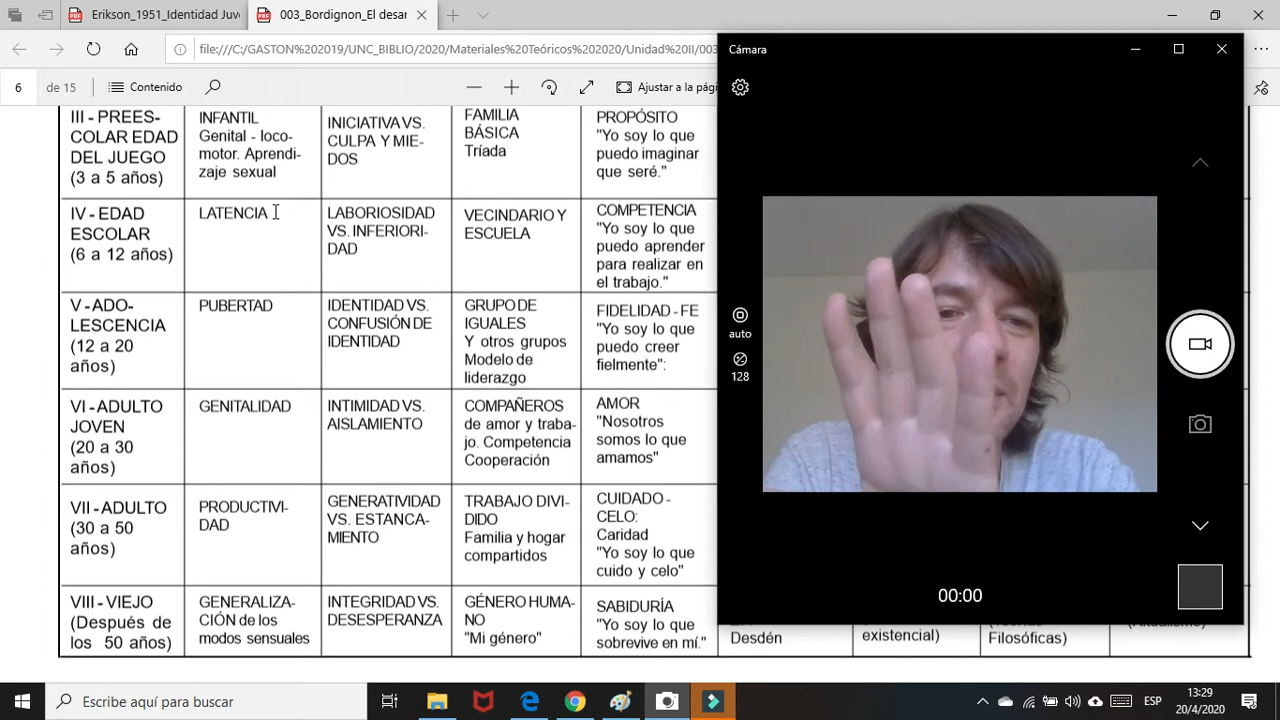 Erikson_1951_Identidad Juv
003_Bordignon_El desar
file:///C:/GASTON%202019/UNC_BIBLIO/2020/Materiales%20Teóricos%202020/Unidad%20II/003
6 de 15
Contenido
Ajustar a la pág
III - PREES-
COLAR EDAD
DEL JUEGO
(3 a 5 años)
INFANTIL
Genital - loco-
motor. Aprendi-
zaje sexual
INICIATIVA VS.
CULPA Y MIE-
DOS
FAMILIA
BÁSICA
Tríada
PROPÓSITO
"Yo soy lo que
puedo imaginar
que seré."
IV - EDAD
ESCOLAR
(6 a 12 años)
LATENCIA
LABORIOSIDAD
VS. INFERIORI-
DAD
VECINDARIO Y
ESCUELA
COMPETENCIA
"Yo soy lo que
puedo aprender
para realizar en
el trabajo."
V - ADO-
LESCENCIA
(12 a 20
años)
PUBERTAD
IDENTIDAD VS.
CONFUSIÓN DE
IDENTIDAD
GRUPO DE
IGUALES
Y otros grupos
Modelo de
liderazgo
FIDELIDAD - FE
"Yo soy lo que
puedo creer
fielmente":
VI - ADULTO
JOVEN
(20 a 30
años)
GENITALIDAD
INTIMIDAD VS.
AISLAMIENTO
COMPAÑEROS
de amor y traba-
jo. Competencia
Cooperación
AMOR
"Nosotros
somos lo que
amamos"
VII - ADULTO
(30 a 50
años)
PRODUCTIVI-
DAD
GENERATIVIDAD
VS. ESTANCA-
MIENTO
TRABAJO DIVI-
DIDO
Familia y hogar
compartidos
CUIDADO -
CELO:
Caridad
"Yo soy lo que
cuido y celo"
VIII - VIEJO
(Después de
los 50 años)
GENERALIZA-
CIÓN de los
modos sensuales
INTEGRIDAD VS.
DESESPERANZA
GÉNERO HUMA-
NO
"Mi género"
SABIDURÍA
"Yo soy lo que
sobrevive en mí."
Desdén
existencial)
Filosóficas)
Cámara
auto
128
00:00
Escribe aquí para buscar
ESP
13:29
20/4/2020